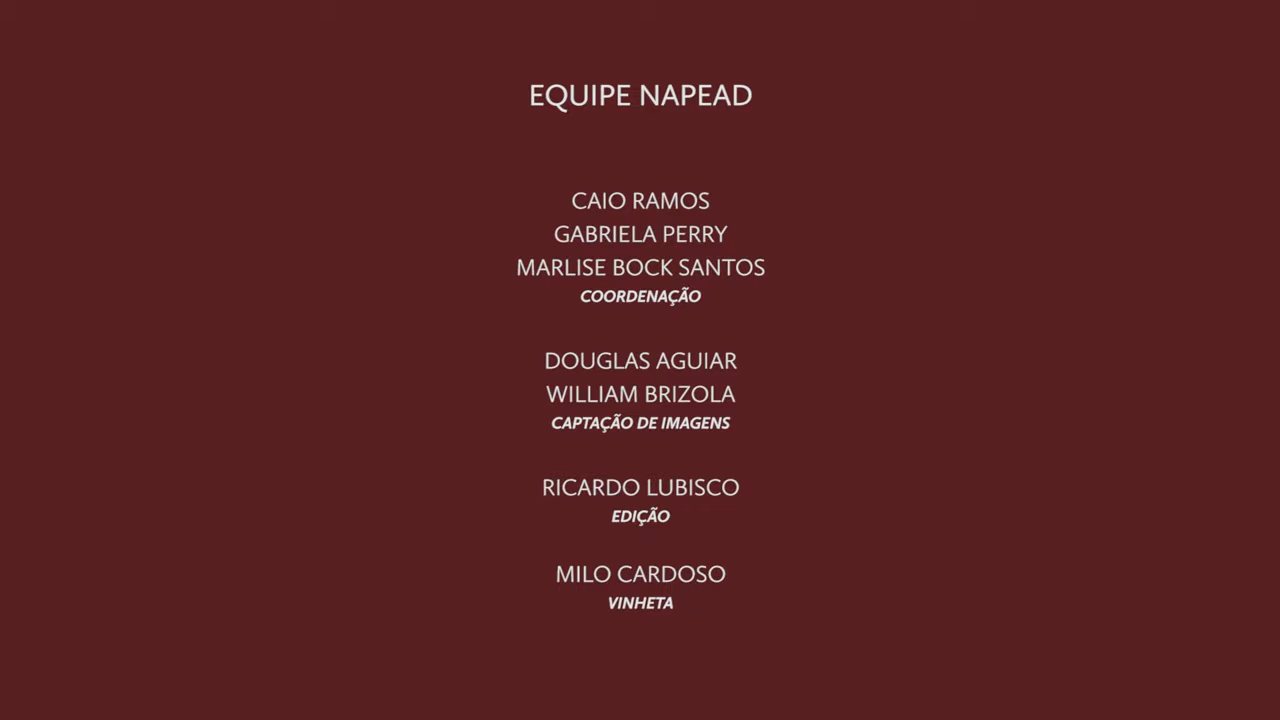 EQUIPE NAPEAD
CAIO RAMOS
GABRIELA PERRY
MARLISE BOCK SANTOS
COORDENAÇÃO
DOUGLAS AGUIAR
WILLIAM BRIZOLA
CAPTAÇÃO DE IMAGENS
RICARDO LUBISCO
EDIÇÃO
MILO CARDOSO
VINHETA